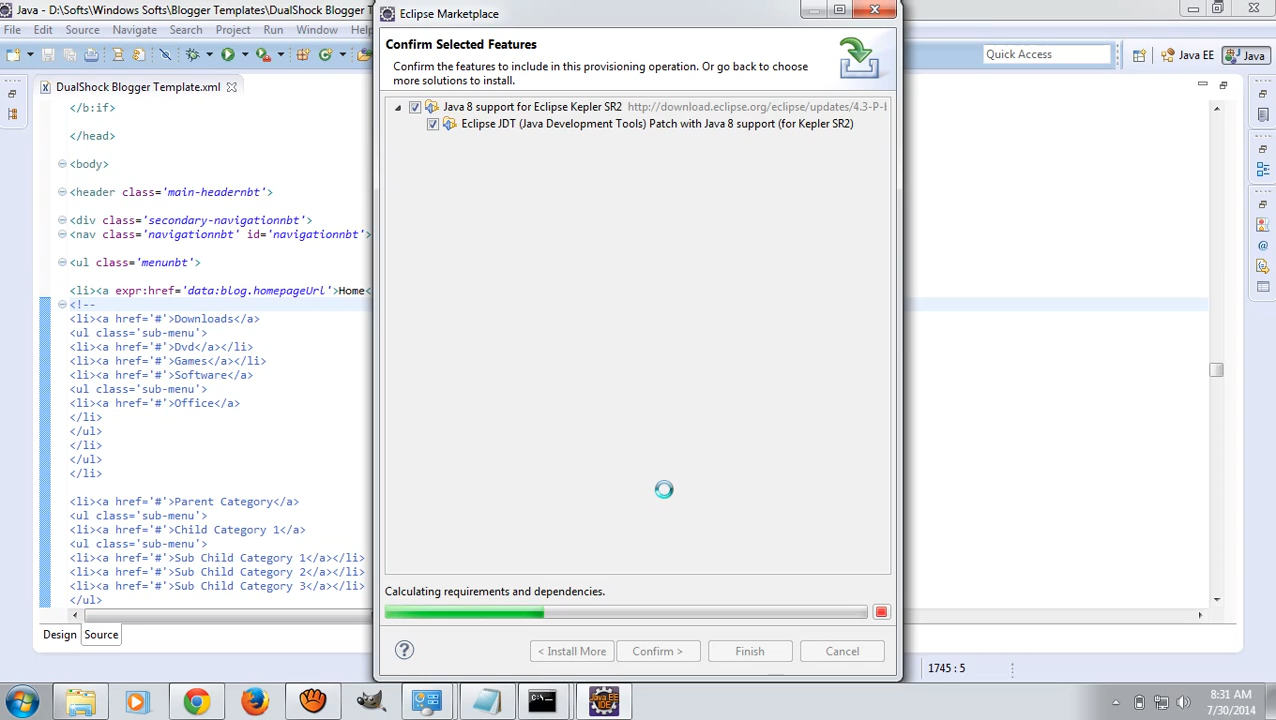 Java - D:\Softs\Windows Softs\Blogger Templates\DualShock Blogger T
File Edit Source Navigate Search Project Run Window He
Quick Access
Java EE
Java
DualShock Blogger Template.xml
</b:if>
</head>
<body>
<header class='main-headernbt'>
<div class='secondary-navigationnbt'>
<nav class='navigationnbt' id='navigationnbt'>
<ul class='menunbt'>
<li><a expr:href='data:blog.homepageUrl'>Home<
<!--
<li><a href='#'>Downloads</a>
<ul class='sub-menu'>
<li><a href='#'>Dvd</a></li>
<li><a href='#'>Games</a></li>
<li><a href='#'>Software</a>
<ul class='sub-menu'>
<li><a href='#'>Office</a>
</li>
</ul>
</li>
</ul>
</li>
<li><a href='#'>Parent Category</a>
<ul class='sub-menu'>
<li><a href='#'>Child Category 1</a>
<ul class='sub-menu'>
<li><a href='#'>Sub Child Category 1</a></li>
<li><a href='#'>Sub Child Category 2</a></li>
<li><a href='#'>Sub Child Category 3</a></li>
</ul>
Design Source
1745 : 5
Eclipse Marketplace
Confirm Selected Features
Confirm the features to include in this provisioning operation. Or go back to choose
more solutions to install.
Java 8 support for Eclipse Kepler SR2 http://download.eclipse.org/eclipse/updates/4.3-P-
Eclipse JDT (Java Development Tools) Patch with Java 8 support (for Kepler SR2)
Calculating requirements and dependencies.
?
< Install More
Confirm >
Finish
Cancel
Java EE
IDE
8:31 AM
7/30/2014